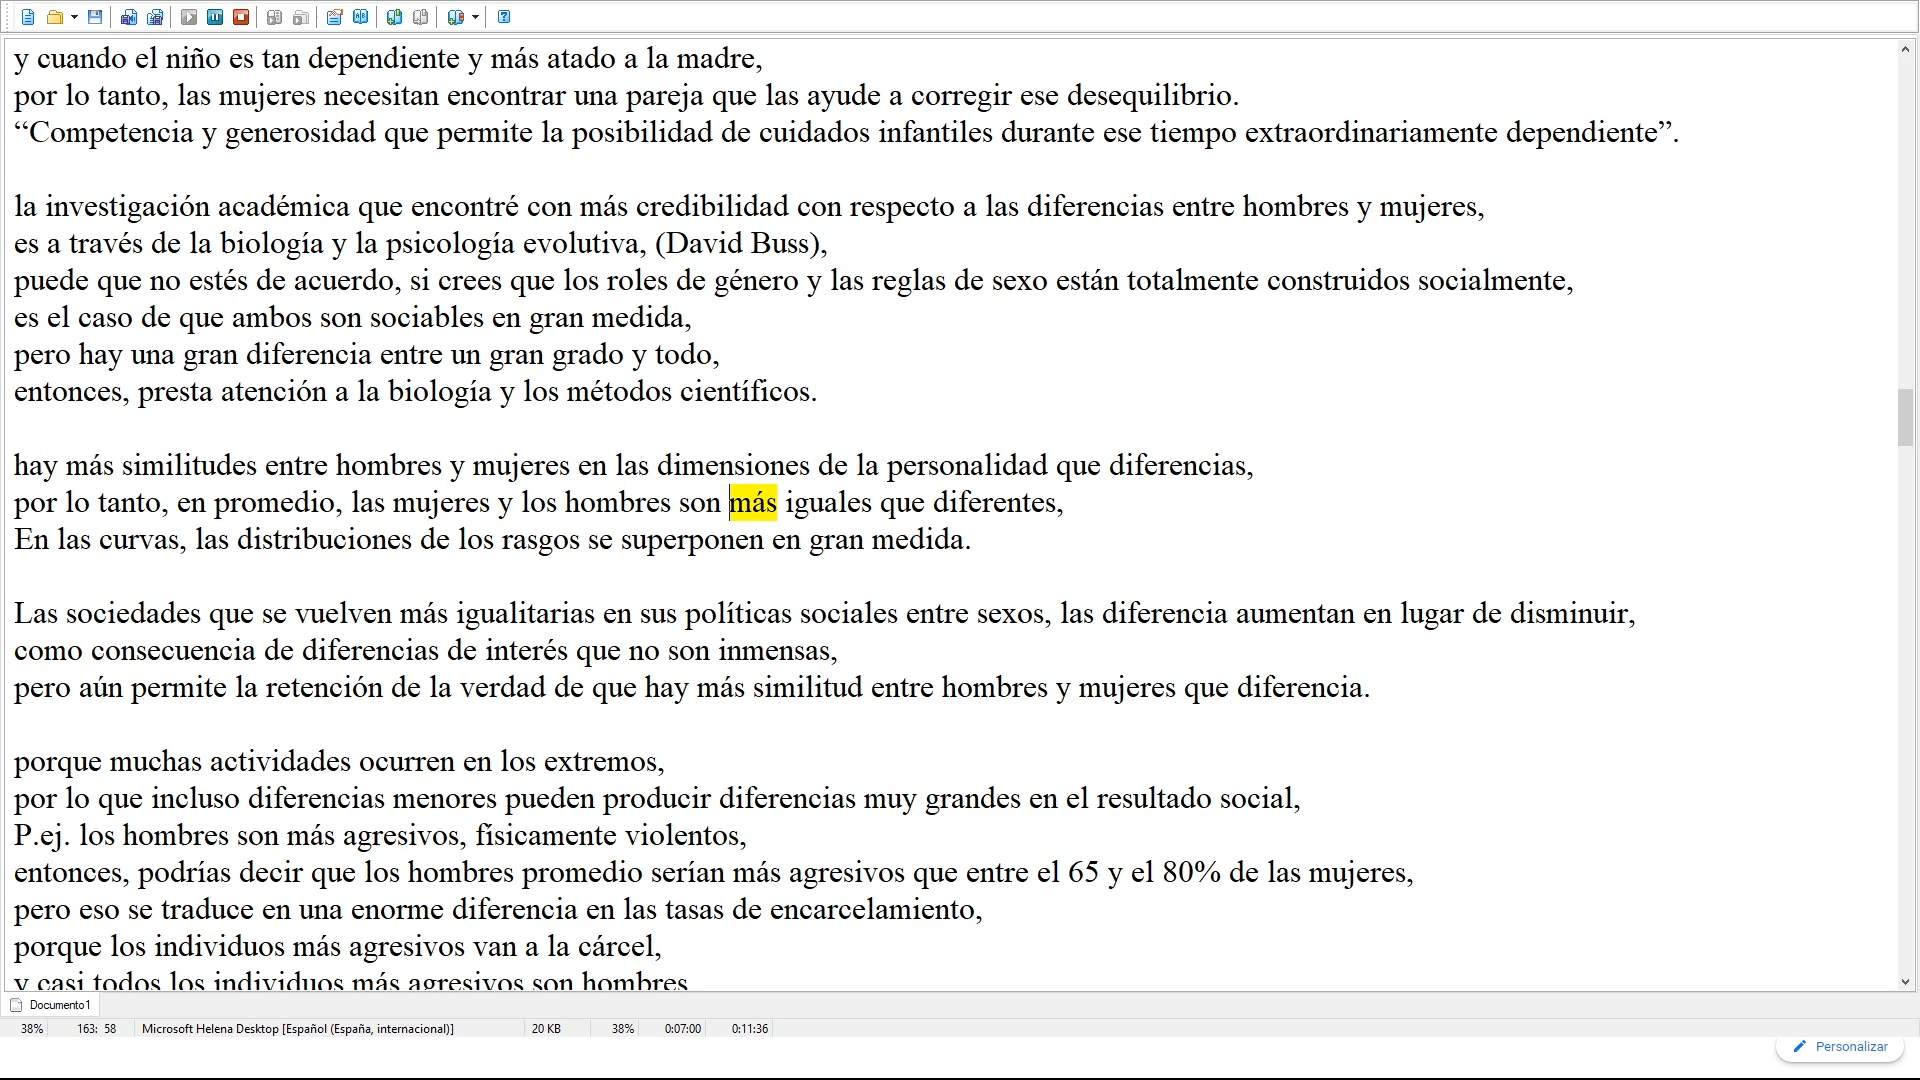 y cuando el niño es tan dependiente y más atado a la madre,
por lo tanto, las mujeres necesitan encontrar una pareja que las ayude a corregir ese desequilibrio.
“Competencia y generosidad que permite la posibilidad de cuidados infantiles durante ese tiempo extraordinariamente dependiente”.
la investigación académica que encontré con más credibilidad con respecto a las diferencias entre hombres y mujeres,
es a través de la biología y la psicología evolutiva, (David Buss),
puede que no estés de acuerdo, si crees que los roles de género y las reglas de sexo están totalmente construidos socialmente,
es el caso de que ambos son sociables en gran medida,
pero hay una gran diferencia entre un gran grado y todo,
entonces, presta atención a la biología y los métodos científicos.
hay más similitudes entre hombres y mujeres en las dimensiones de la personalidad que diferencias,
por lo tanto, en promedio, las mujeres y los hombres son más iguales que diferentes,
En las curvas, las distribuciones de los rasgos se superponen en gran medida.
Las sociedades que se vuelven más igualitarias en sus políticas sociales entre sexos, las diferencia aumentan en lugar de disminuir,
como consecuencia de diferencias de interés que no son inmensas,
pero aún permite la retención de la verdad de que hay más similitud entre hombres y mujeres que diferencia.
porque muchas actividades ocurren en los extremos,
por lo que incluso diferencias menores pueden producir diferencias muy grandes en el resultado social,
P.ej. los hombres son más agresivos, físicamente violentos,
entonces, podrías decir que los hombres promedio serían más agresivos que entre el 65 y el 80% de las mujeres,
pero eso se traduce en una enorme diferencia en las tasas de encarcelamiento,
porque los individuos más agresivos van a la cárcel,
y casi todos los individuos más agresivos son hombres
Documento1
38% 163: 58 Microsoft Helena Desktop [Español (España, internacional)] 20 KB 38% 0:07:00 0:11:36
Personalizar